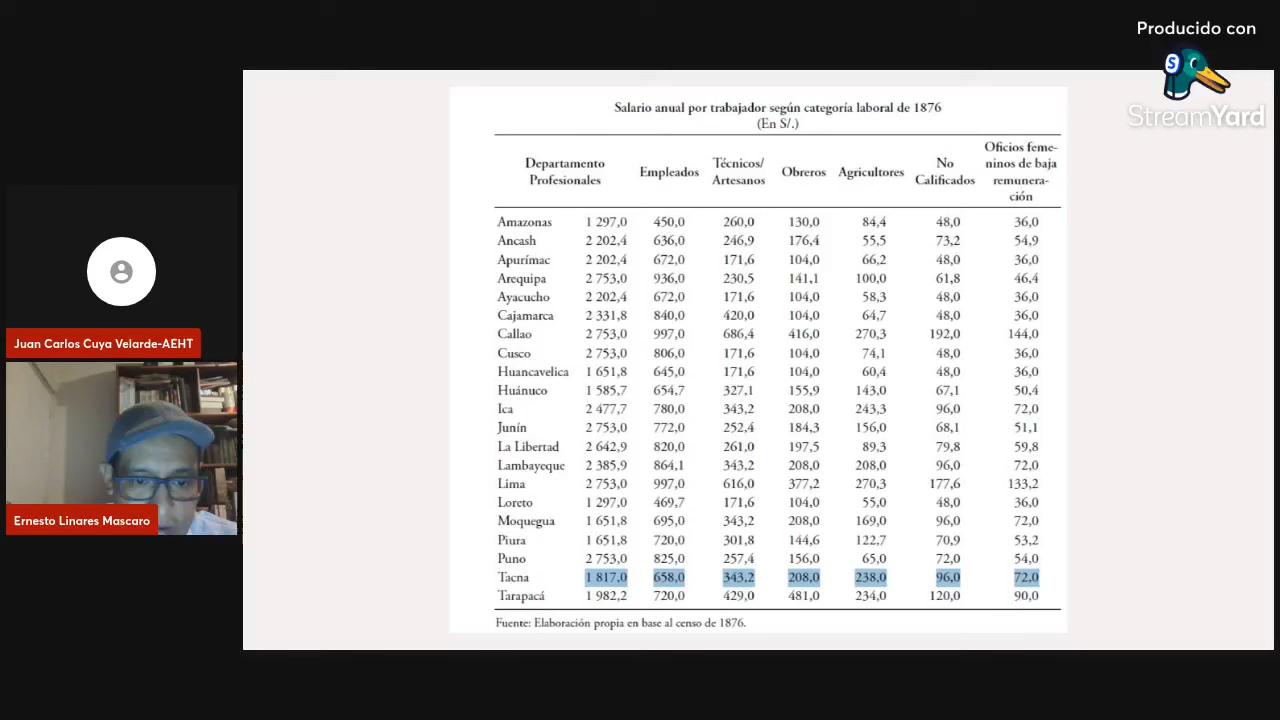 Producido con
StreamYard
Salario anual por trabajador según categoría laboral de 1876
(En S/.)
Departamento Profesionales Empleados Técnicos/ Artesanos Obreros Agricultores No Calificados Oficios feme- ninos de baja remunera- ción
Amazonas 1 297,0 450,0 260,0 130,0 84,4 48,0 36,0
Ancash 2 202,4 636,0 246,9 176,4 55,5 73,2 54,9
Apurímac 2 202,4 672,0 171,6 104,0 66,2 48,0 36,0
Arequipa 2 753,0 936,0 230,5 141,1 100,0 61,8 46,4
Ayacucho 2 202,4 672,0 171,6 104,0 58,3 48,0 36,0
Cajamarca 2 331,8 840,0 420,0 104,0 64,7 48,0 36,0
Callao 2 753,0 997,0 686,4 416,0 270,3 192,0 144,0
Cusco 2 753,0 806,0 171,6 104,0 74,1 48,0 36,0
Huancavelica 1 651,8 645,0 171,6 104,0 60,4 48,0 36,0
Huánuco 1 585,7 654,7 327,1 155,9 143,0 67,1 50,4
Ica 2 477,7 780,0 343,2 208,0 243,3 96,0 72,0
Junín 2 753,0 772,0 252,4 184,3 156,0 68,1 51,1
La Libertad 2 642,9 820,0 261,0 197,5 89,3 79,8 59,8
Lambayeque 2 385,9 864,1 343,2 208,0 208,0 96,0 72,0
Lima 2 753,0 997,0 616,0 377,2 270,3 177,6 133,2
Loreto 1 297,0 469,7 171,6 104,0 55,0 48,0 36,0
Moquegua 1 651,8 695,0 343,2 208,0 169,0 96,0 72,0
Piura 1 651,8 720,0 301,8 144,6 122,7 70,9 53,2
Puno 2 753,0 825,0 257,4 156,0 65,0 72,0 54,0
Tacna 1 817,0 658,0 343,2 208,0 238,0 96,0 72,0
Tarapacá 1 982,2 720,0 429,0 481,0 234,0 120,0 90,0
Fuente: Elaboración propia en base al censo de 1876.
Juan Carlos Cuya Velarde-AEHT
Ernesto Linares Mascaro